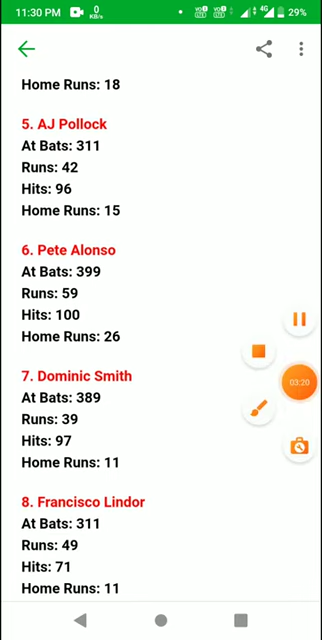 11:30 PM 0 KB/s 4G 29%
Home Runs: 18
5. AJ Pollock
At Bats: 311
Runs: 42
Hits: 96
Home Runs: 15
6. Pete Alonso
At Bats: 399
Runs: 59
Hits: 100
Home Runs: 26
7. Dominic Smith
At Bats: 389
Runs: 39
Hits: 97
Home Runs: 11
8. Francisco Lindor
At Bats: 311
Runs: 49
Hits: 71
Home Runs: 11
03:20